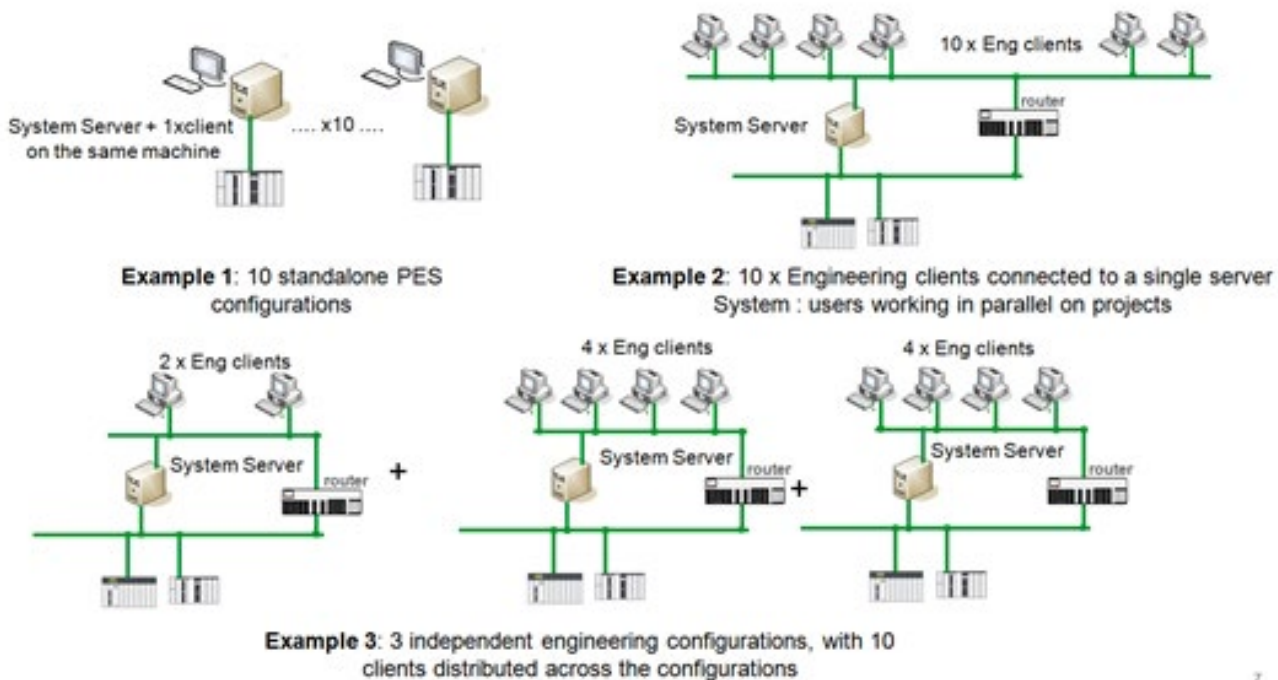 System Server + 1xclient
on the same machine
.... x10 ....
Example 1: 10 standalone PES
configurations
10 x Eng clients
router
System Server
Example 2: 10 x Engineering clients connected to a single server
System : users working in parallel on projects
2 x Eng clients
System Server
router
+
4 x Eng clients
System Server
router
+
4 x Eng clients
System Server
router
Example 3: 3 independent engineering configurations, with 10
clients distributed across the configurations
7